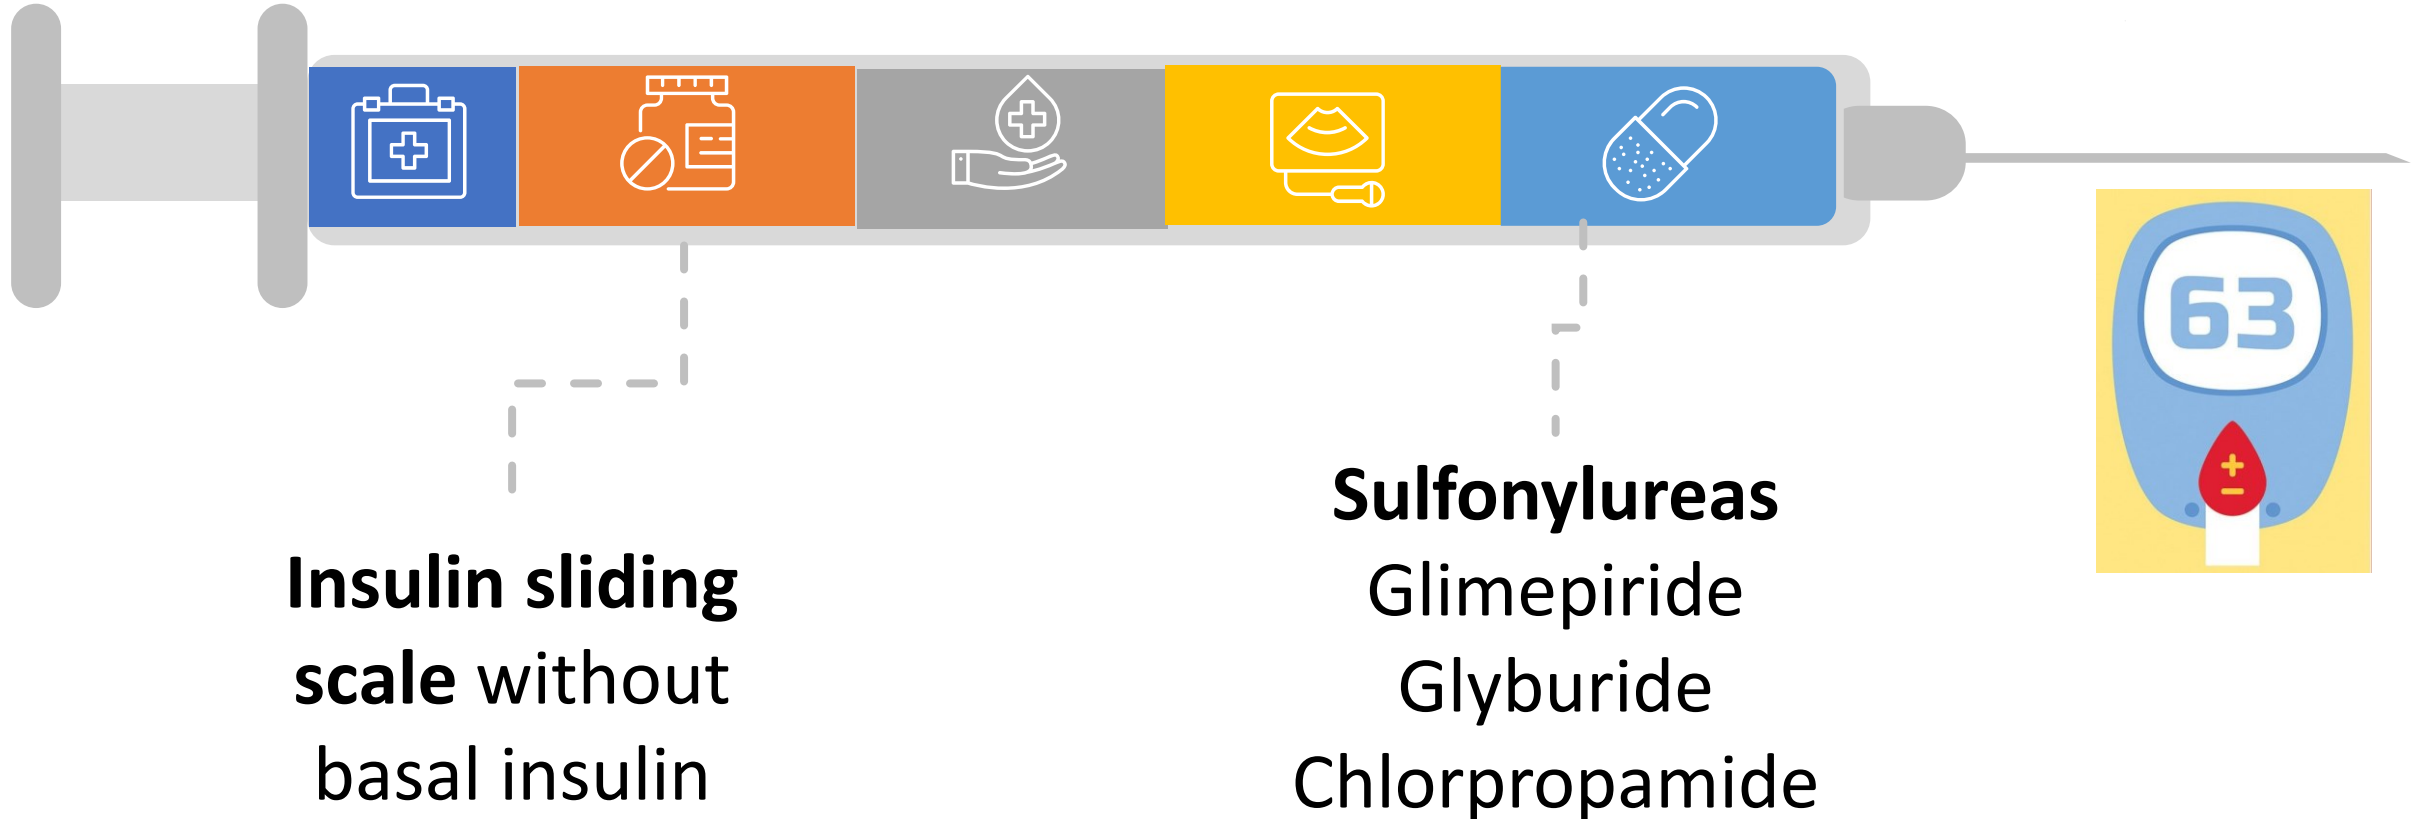 63
Insulin sliding
scale without
basal insulin
Sulfonylureas
Glimepiride
Glyburide
Chlorpropamide